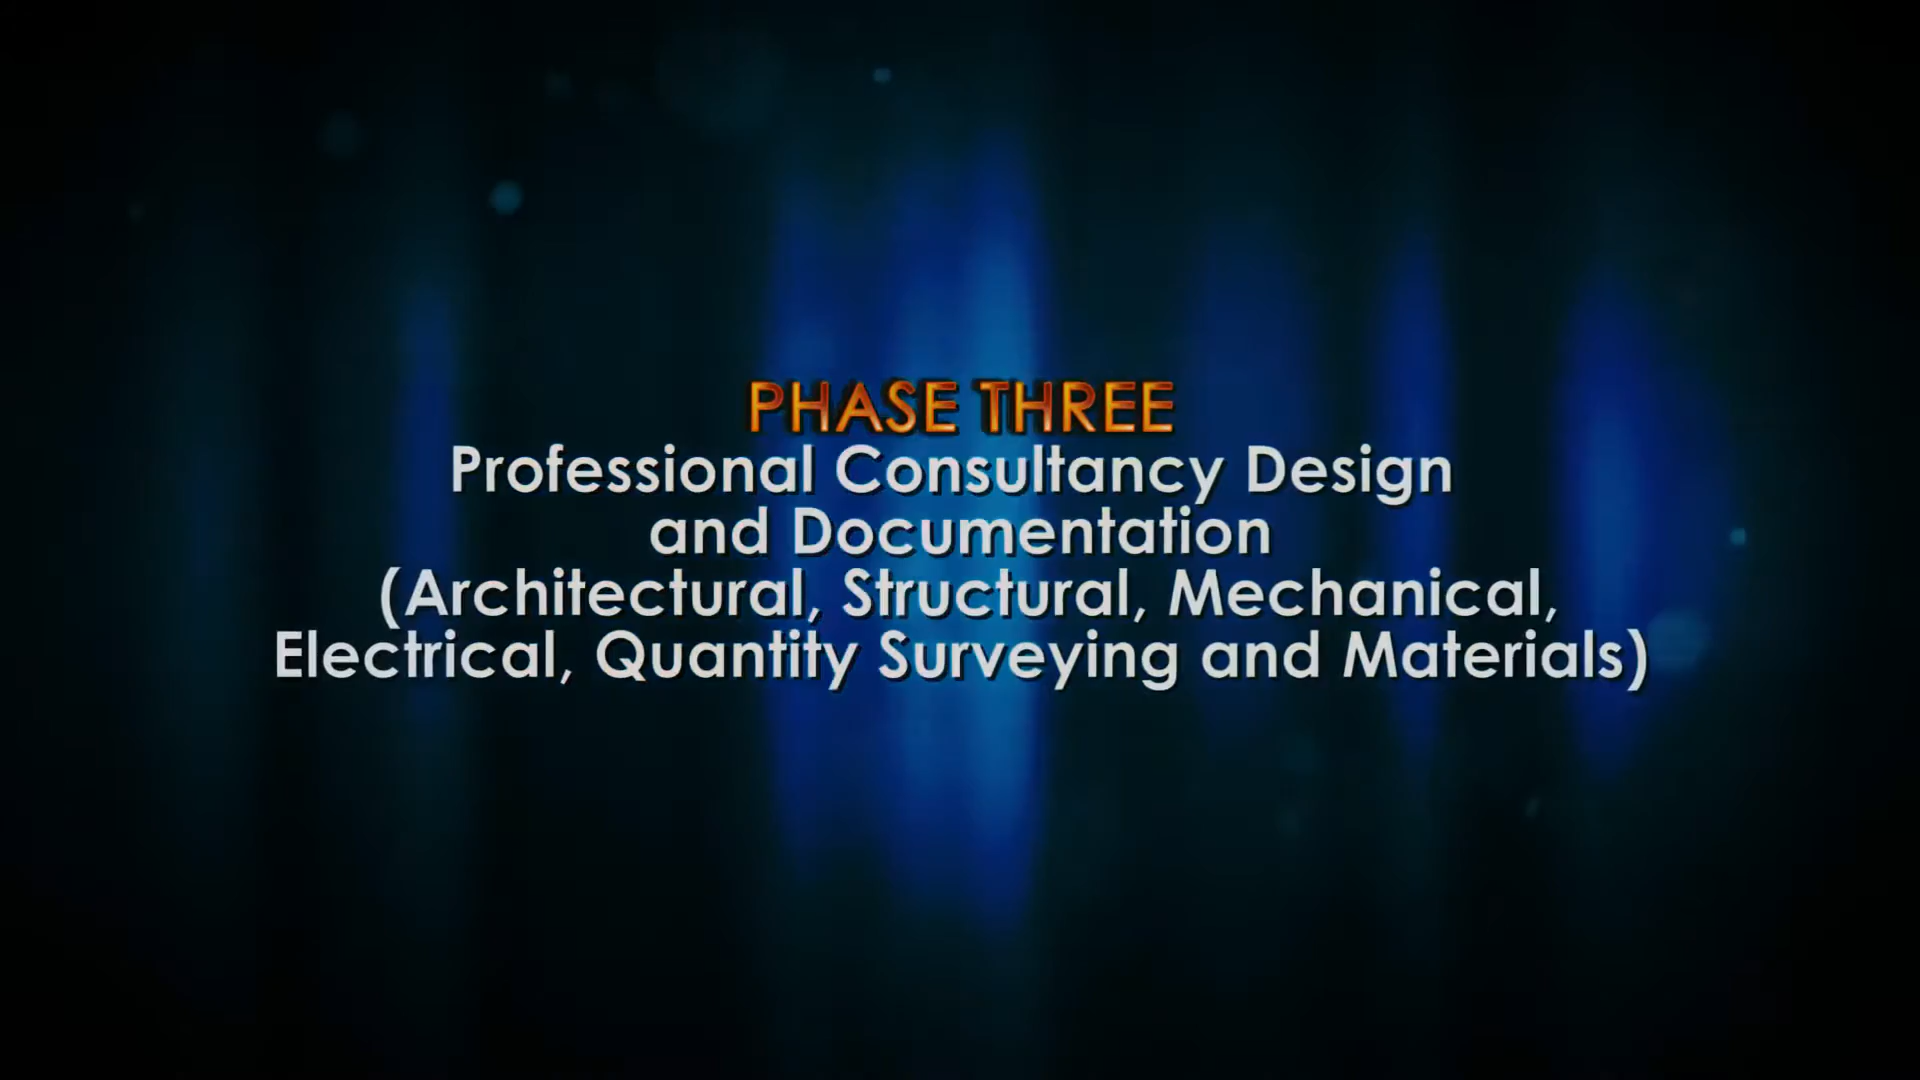 PHASE THREE
Professional Consultancy Design
and Documentation
(Architectural, Structural, Mechanical,
Electrical, Quantity Surveying and Materials)